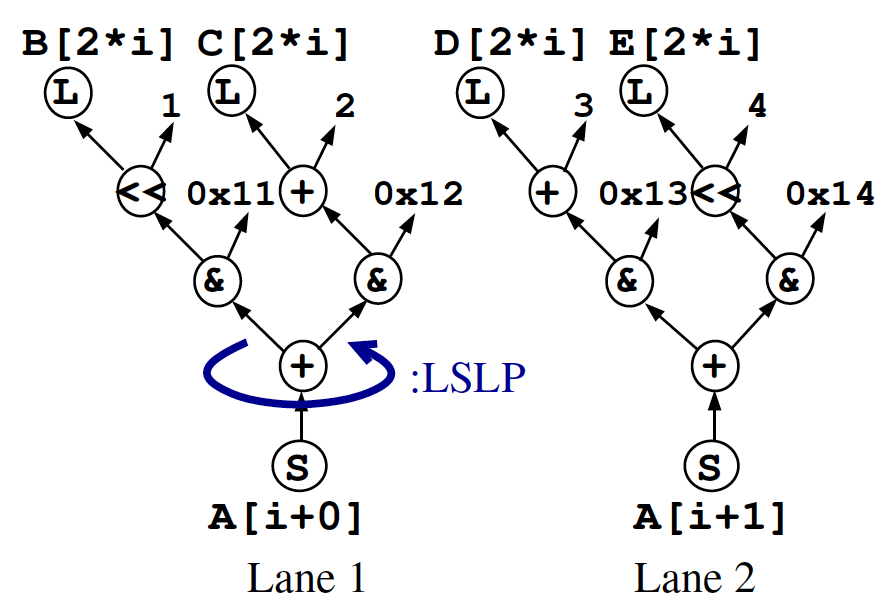 B[2*i] C[2*i] D[2*i] E[2*i]
L L L L
1 2 3 4
<< 0x11 + 0x12 + 0x13 << 0x14
& & & &
+ :LSLP +
S S
A[i+0] A[i+1]
Lane 1 Lane 2